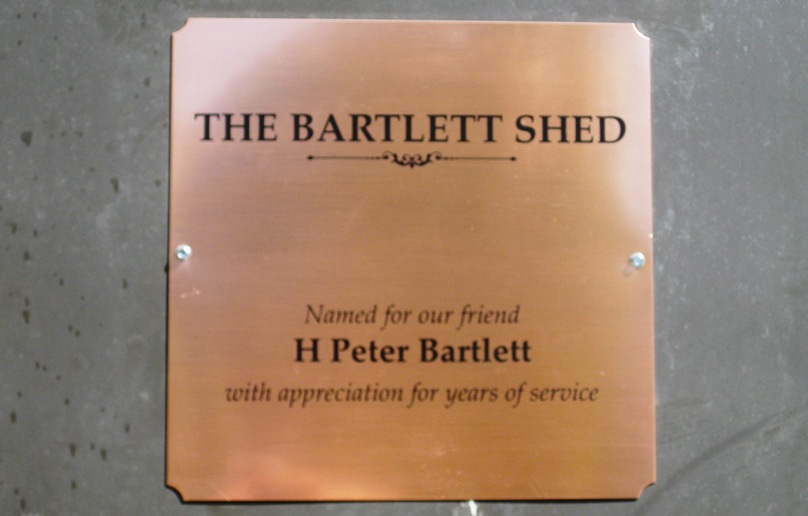 THE BARTLETT SHED
Named for our friend
H Peter Bartlett
with appreciation for years of service